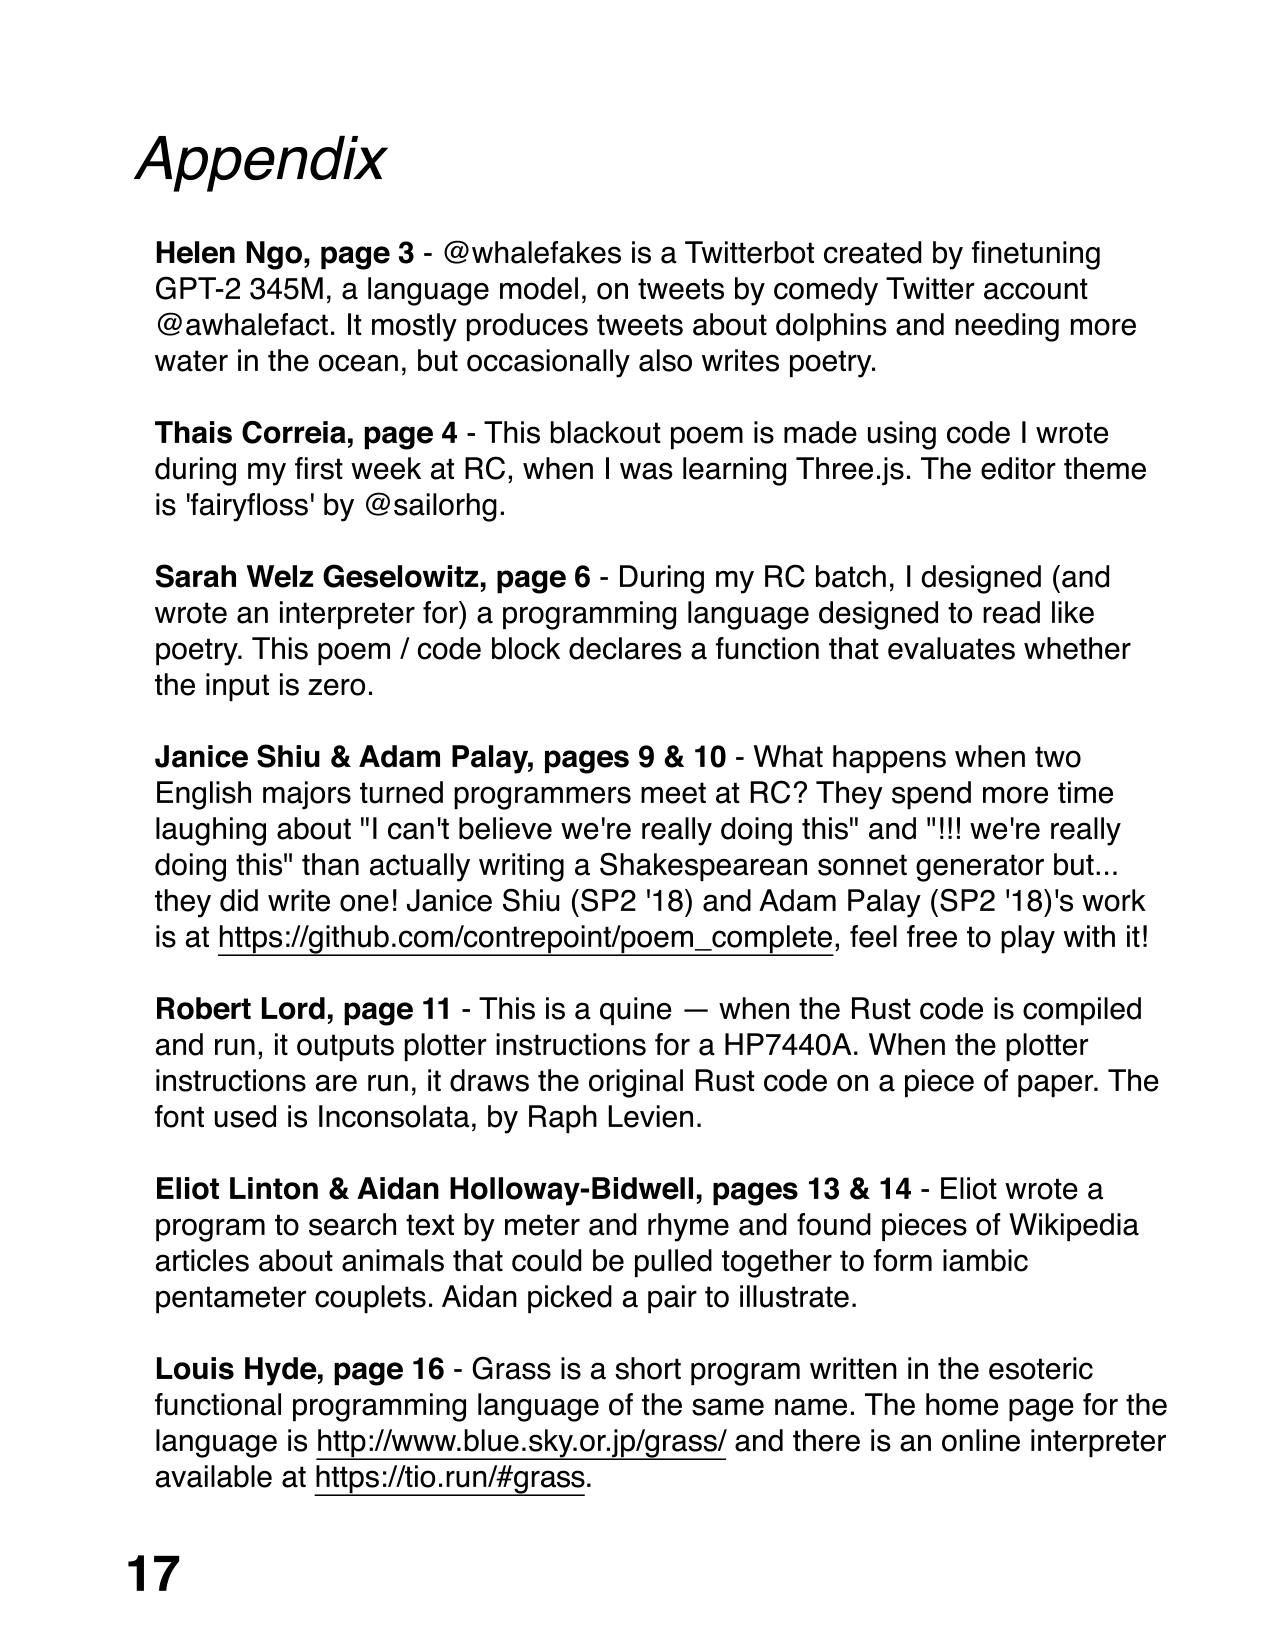 Appendix
Helen Ngo, page 3 - @whalefakes is a Twitterbot created by finetuning
GPT-2 345M, a language model, on tweets by comedy Twitter account
@awhalefact. It mostly produces tweets about dolphins and needing more
water in the ocean, but occasionally also writes poetry.
Thais Correia, page 4 - This blackout poem is made using code I wrote
during my first week at RC, when I was learning Three.js. The editor theme
is 'fairyfloss' by @sailorhg.
Sarah Welz Geselowitz, page 6 - During my RC batch, I designed (and
wrote an interpreter for) a programming language designed to read like
poetry. This poem / code block declares a function that evaluates whether
the input is zero.
Janice Shiu & Adam Palay, pages 9 & 10 - What happens when two
English majors turned programmers meet at RC? They spend more time
laughing about "I can't believe we're really doing this" and "!!! we're really
doing this" than actually writing a Shakespearean sonnet generator but...
they did write one! Janice Shiu (SP2 '18) and Adam Palay (SP2 '18)'s work
is at https://github.com/contrepoint/poem_complete, feel free to play with it!
Robert Lord, page 11 - This is a quine — when the Rust code is compiled
and run, it outputs plotter instructions for a HP7440A. When the plotter
instructions are run, it draws the original Rust code on a piece of paper. The
font used is Inconsolata, by Raph Levien.
Eliot Linton & Aidan Holloway-Bidwell, pages 13 & 14 - Eliot wrote a
program to search text by meter and rhyme and found pieces of Wikipedia
articles about animals that could be pulled together to form iambic
pentameter couplets. Aidan picked a pair to illustrate.
Louis Hyde, page 16 - Grass is a short program written in the esoteric
functional programming language of the same name. The home page for the
language is http://www.blue.sky.or.jp/grass/ and there is an online interpreter
available at https://tio.run/#grass.
17